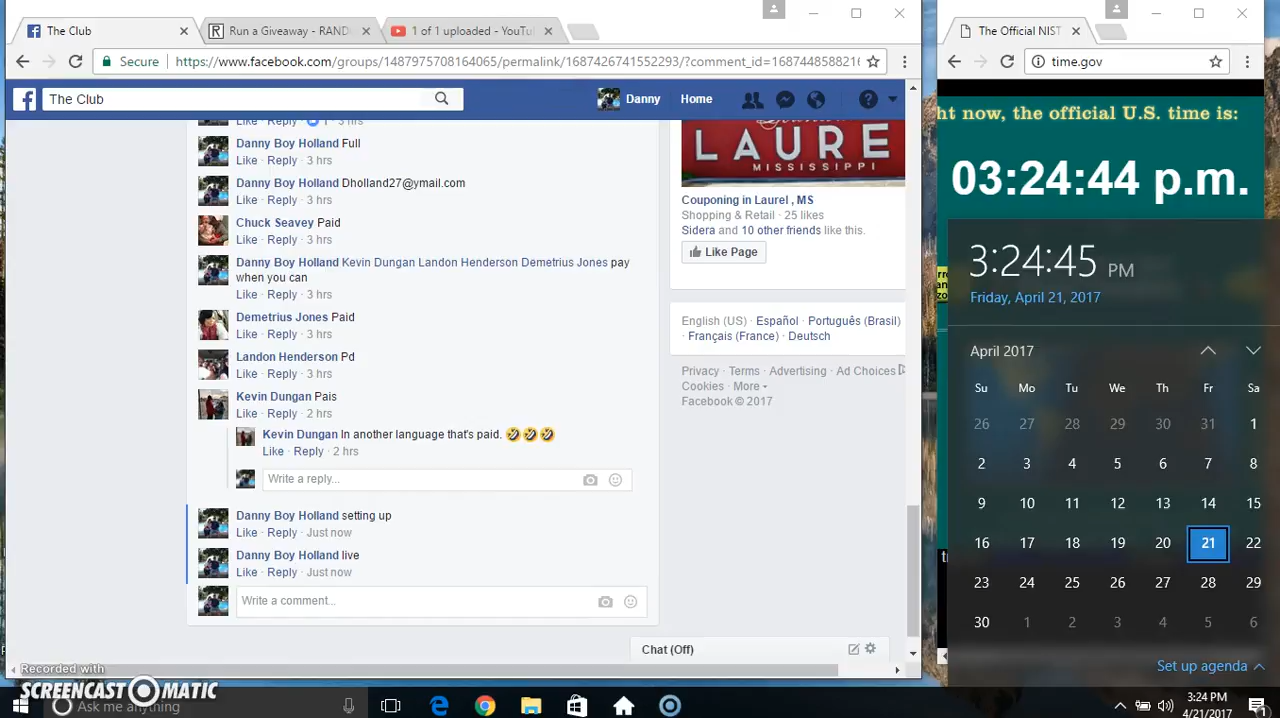 The Club
Run a Giveaway - RAND
1 of 1 uploaded - YouTu
Secure
https://www.facebook.com/groups/1487975708164065/permalink/1687426741552293/?comment_id=1687448588216
The Club
Danny
Home
Like · Reply · 1 · 3 hrs
Danny Boy Holland Full
Like · Reply · 3 hrs
Danny Boy Holland Dholland27@ymail.com
Like · Reply · 3 hrs
Chuck Seavey Paid
Like · Reply · 3 hrs
Danny Boy Holland Kevin Dungan Landon Henderson Demetrius Jones pay
when you can
Like · Reply · 3 hrs
Demetrius Jones Paid
Like · Reply · 3 hrs
Landon Henderson Pd
Like · Reply · 3 hrs
Kevin Dungan Pais
Like · Reply · 2 hrs
Kevin Dungan In another language that's paid. 🤣🤣🤣
Like · Reply · 2 hrs
Write a reply...
Danny Boy Holland setting up
Like · Reply · Just now
Danny Boy Holland live
Like · Reply · Just now
Write a comment...
LAURE
MISSISSIPPI
Couponing in Laurel , MS
Shopping & Retail · 25 likes
Sidera and 10 other friends like this.
Like Page
English (US) · Español · Português (Brasil)
· Français (France) · Deutsch
Privacy · Terms · Advertising · Ad Choices
Cookies · More
Facebook © 2017
Chat (Off)
Recorded with
SCREENCAST-O-MATIC
Ask me anything
The Official NIST
time.gov
ht now, the official U.S. time is:
03:24:44 p.m.
3:24:45 PM
Friday, April 21, 2017
April 2017
Su Mo Tu We Th Fr Sa
26 27 28 29 30 31 1
2 3 4 5 6 7 8
9 10 11 12 13 14 15
16 17 18 19 20 21 22
23 24 25 26 27 28 29
30 1 2 3 4 5 6
Set up agenda
3:24 PM
4/21/2017